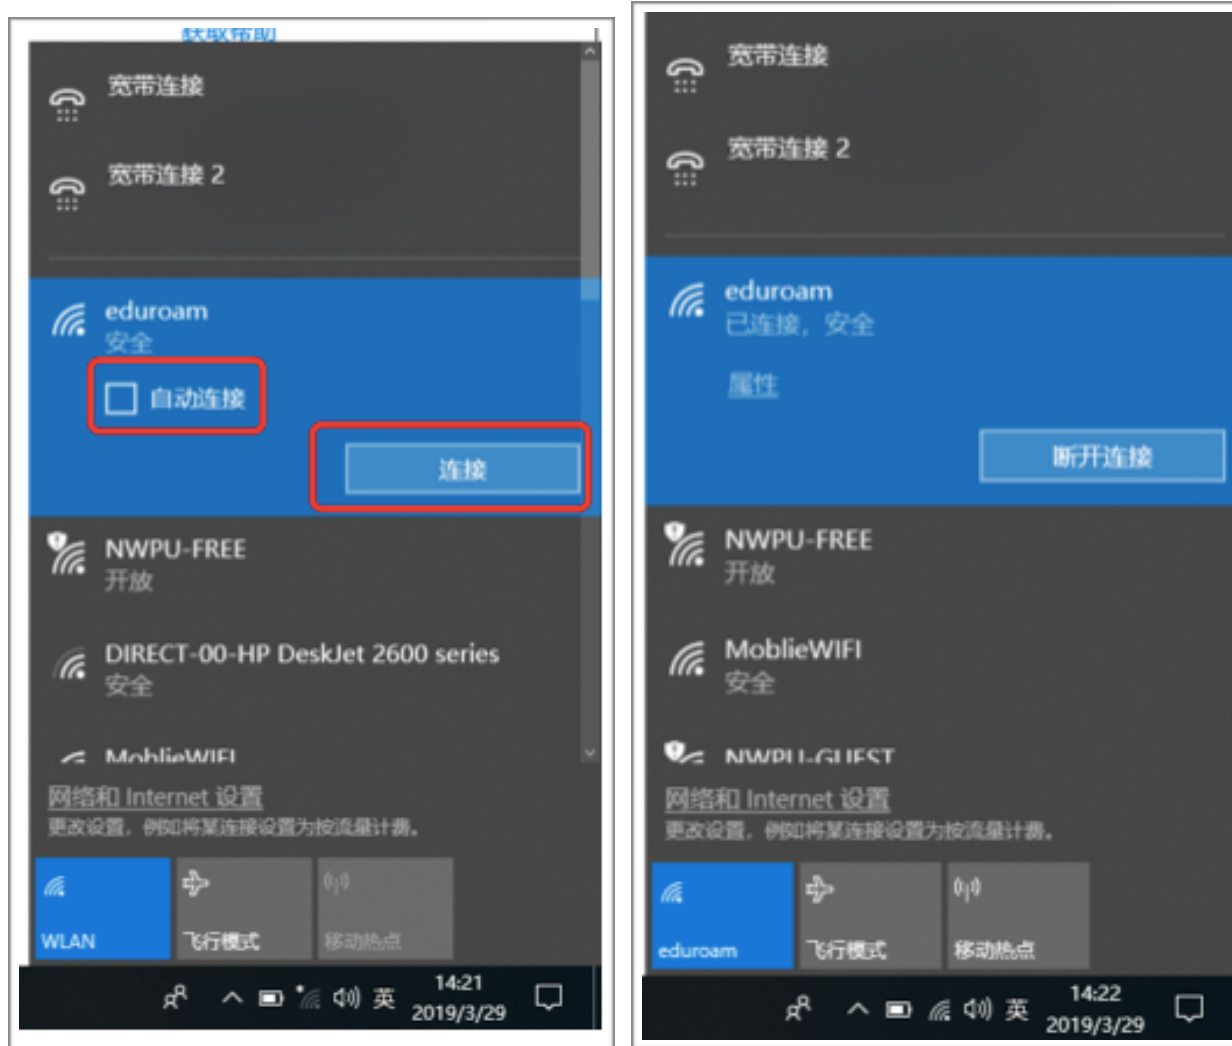 获取帮助
宽带连接
宽带连接 2
eduroam
安全
自动连接
连接
NWPU-FREE
开放
DIRECT-00-HP DeskJet 2600 series
安全
MoblieWIFI
网络和 Internet 设置
更改设置，例如将某连接设置为按流量计费。
WLAN
飞行模式
移动热点
英
14:21
2019/3/29
宽带连接
宽带连接 2
eduroam
已连接，安全
属性
断开连接
NWPU-FREE
开放
MoblieWIFI
安全
NWPU-GUEST
网络和 Internet 设置
更改设置，例如将某连接设置为按流量计费。
eduroam
飞行模式
移动热点
英
14:22
2019/3/29